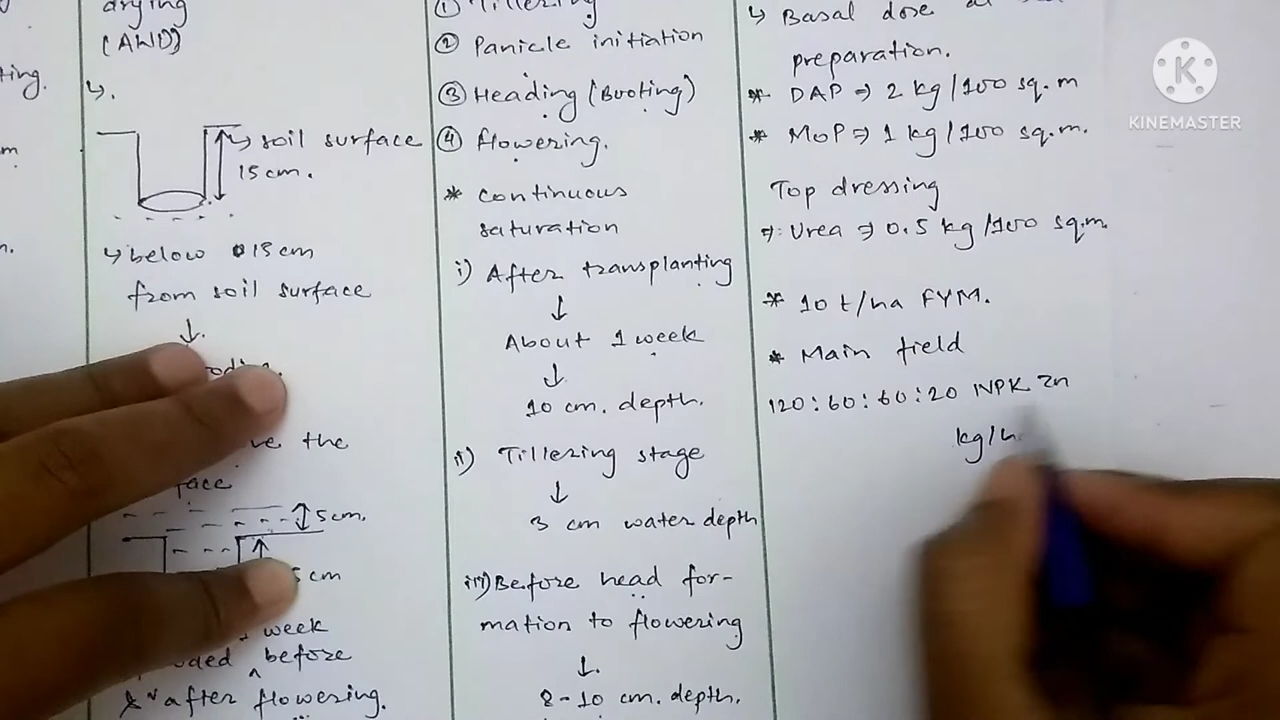 ting.
m
drying
(AWD)
↳.
↳ soil surface
15 cm.
↳ below 15 cm
from soil surface
↓.
the
5 cm.
cm
week
before
& after flowering.
① Tillering
② Panicle initiation
③ Heading (Booting)
④ flowering.
* continuous
saturation
i) After transplanting
↓
About 1 week
↓
10 cm. depth.
ii) Tillering stage
↓
3 cm water depth
iii) Before head for-
mation to flowering
↓.
8-10 cm. depth.
↳ Basal dose
preparation.
* DAP ⇒ 2 kg/100 sq.m
* MOP ⇒ 1 kg/100 sq.m.
Top dressing
⇒: Urea ⇒ 0.5 kg/100 sq.m.
* 10 t/ha FYM.
* Main field
120:60:60:20 NPK Zn
kg/h
KINEMASTER